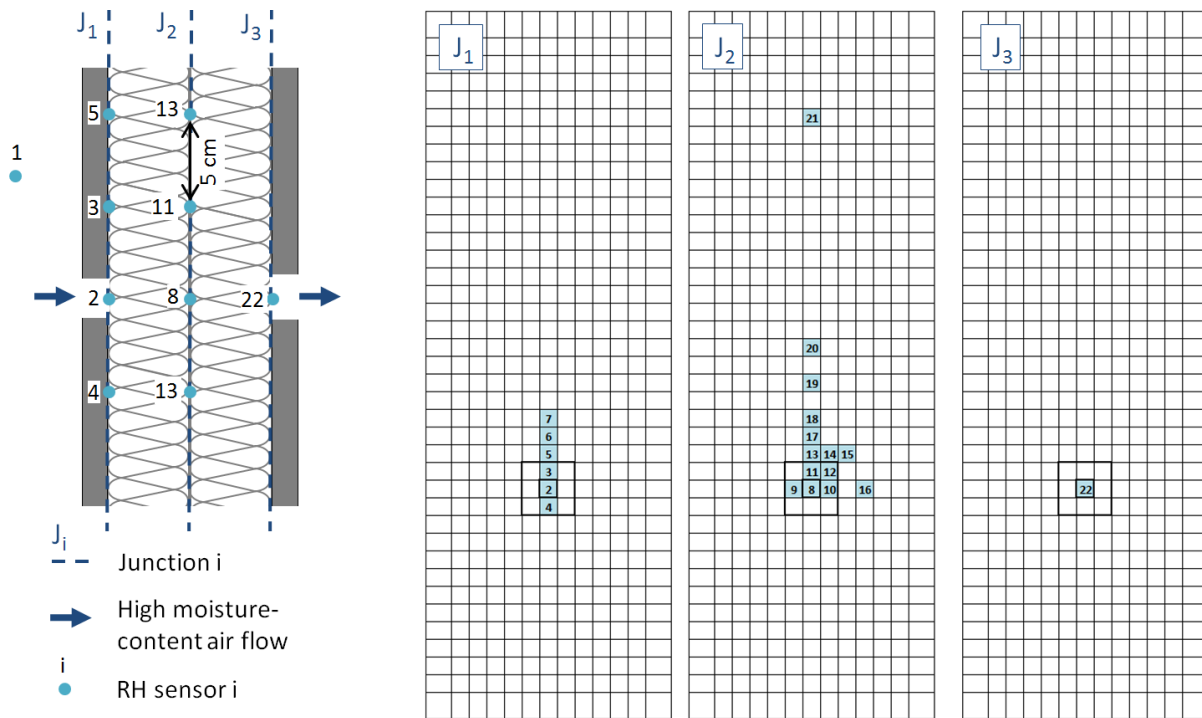 J1 J2 J3
5 13
1
5 cm
3 11
2 8 22
4 13
Ji
Junction i
High moisture-
content air flow
i
RH sensor i
J1
7
6
5
3
2
4
J2
21
20
19
18
17
13 14 15
11 12
9 8 10 16
J3
22